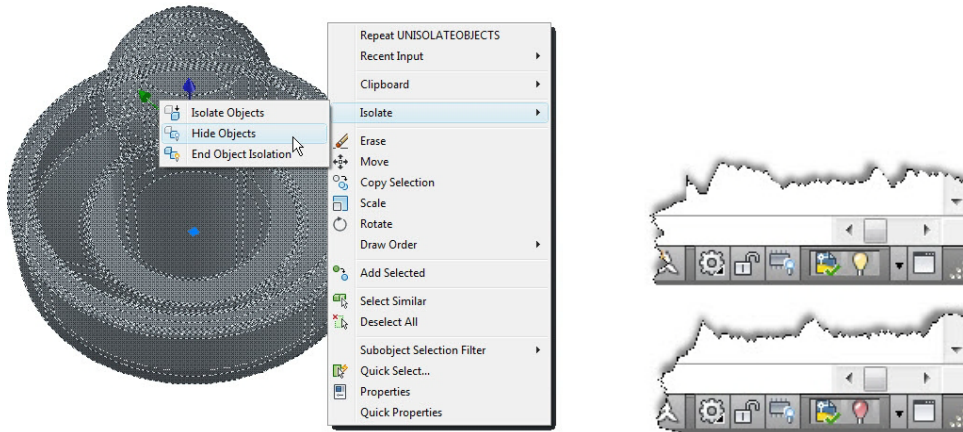 Repeat UNISOLATEOBJECTS
Recent Input
Clipboard
Isolate
Isolate Objects
Hide Objects
End Object Isolation
Erase
Move
Copy Selection
Scale
Rotate
Draw Order
Add Selected
Select Similar
Deselect All
Subobject Selection Filter
Quick Select...
Properties
Quick Properties